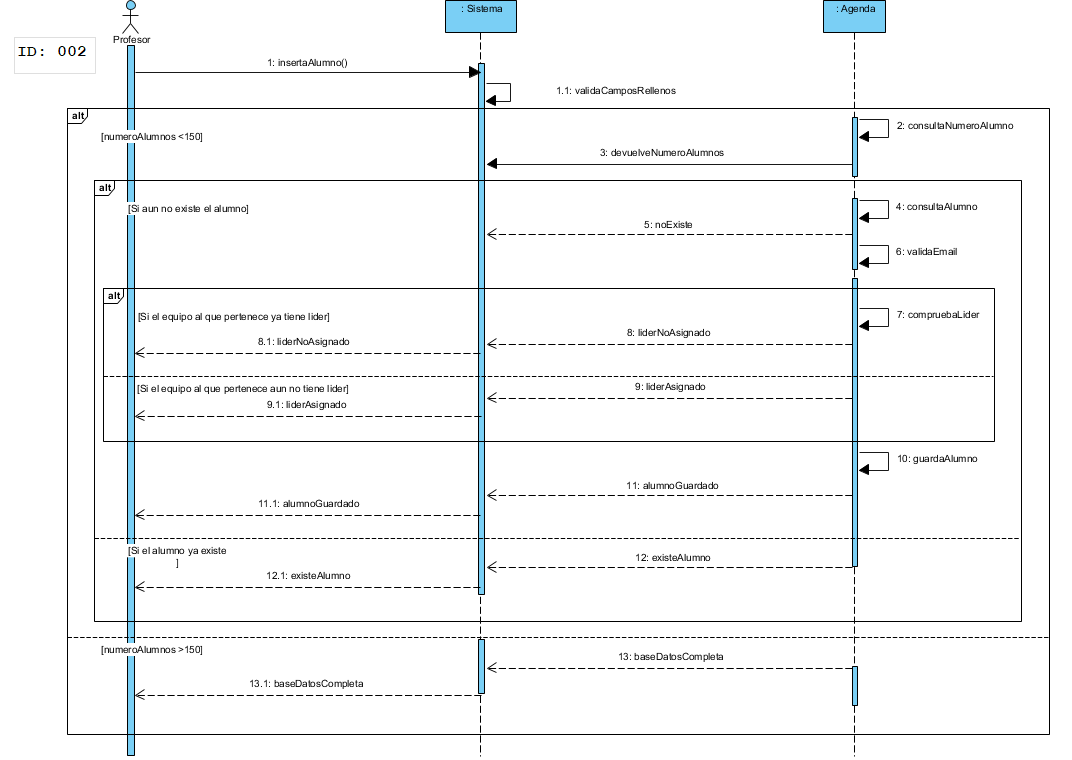 : Sistema
: Agenda
Profesor
ID: 002
1: insertaAlumno()
1.1: validaCamposRellenos
alt
2: consultaNumeroAlumno
[numeroAlumnos <150]
3: devuelveNumeroAlumnos
alt
4: consultaAlumno
[Si aun no existe el alumno]
5: noExiste
6: validaEmail
alt
7: compruebaLider
[Si el equipo al que pertenece ya tiene lider]
8: liderNoAsignado
8.1: liderNoAsignado
9: liderAsignado
[Si el equipo al que pertenece aun no tiene lider]
9.1: liderAsignado
10: guardaAlumno
11: alumnoGuardado
11.1: alumnoGuardado
[Si el alumno ya existe
]
12: existeAlumno
12.1: existeAlumno
[numeroAlumnos >150]
13: baseDatosCompleta
13.1: baseDatosCompleta